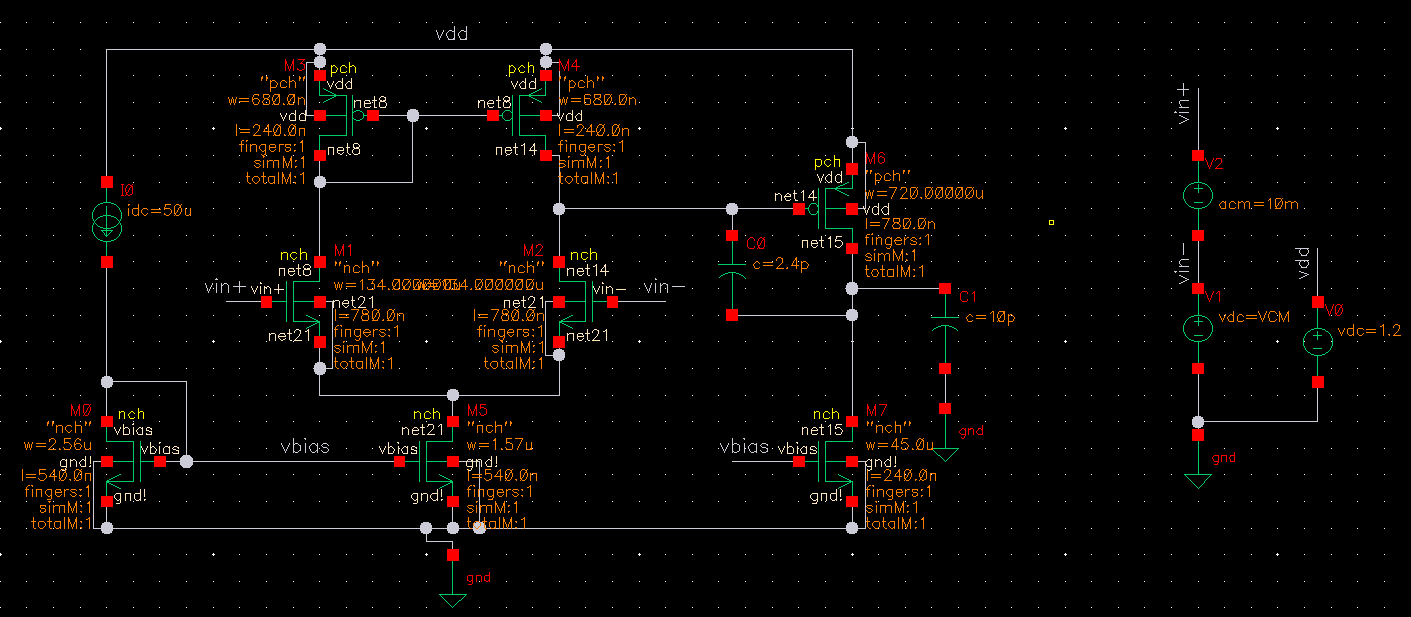 vdd
M3
pch
vdd
"pch"
w=680.0n
net8
vdd
l=240.0n
fingers:1
net8
simM:1
totalM:1
M4
pch
vdd
"pch"
w=680.0n
net8
vdd
l=240.0n
fingers:1
net14
simM:1
totalM:1
I0
idc=50u
M6
pch
vdd
"pch"
w=720.00000u
net14
vdd
l=780.0n
fingers:1
net15
simM:1
totalM:1
C0
c=2.4p
M1
nch
net8
"nch"
vin+
vin+
net21
l=780.0n
fingers:1
net21
simM:1
totalM:1
M2
nch
net14
"nch"
vin-
vin-
net21
l=780.0n
fingers:1
net21
simM:1
totalM:1
C1
c=10p
gnd
M0
nch
"nch"
vbias
w=2.56u
vbias
gnd!
l=540.0n
fingers:1
gnd!
simM:1
totalM:1
vbias
M5
nch
net21
"nch"
w=1.57u
vbias
gnd!
l=540.0n
fingers:1
gnd!
simM:1
totalM:1
gnd
M7
nch
net15
"nch"
w=45.0u
vbias
vbias
gnd!
l=240.0n
fingers:1
gnd!
simM:1
totalM:1
vin+
V2
acm=10m
vin-
V1
vdc=VCM
gnd
vdd
V0
vdc=1.2